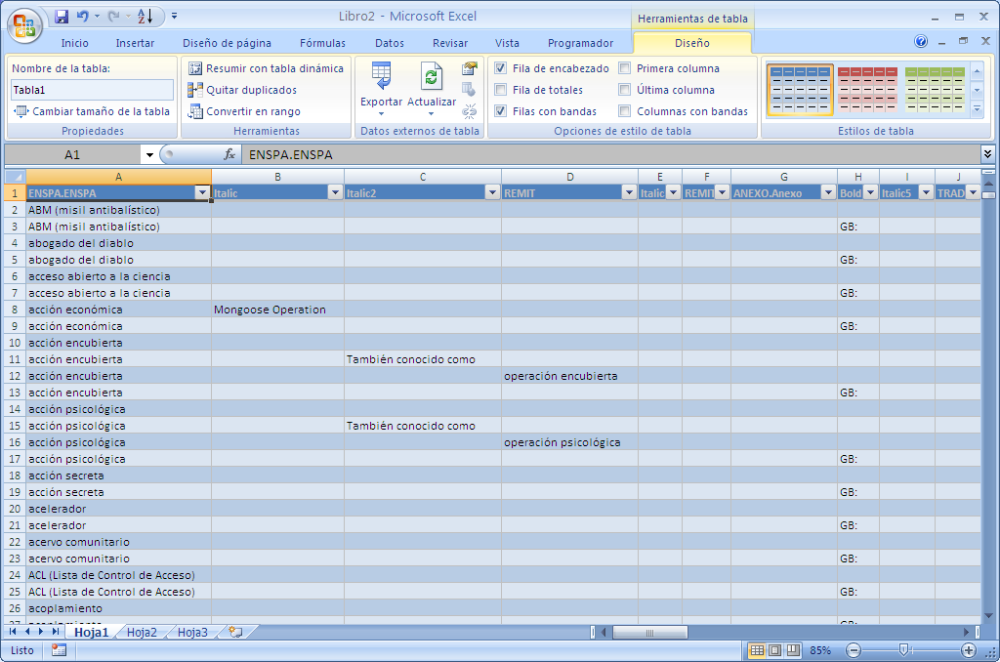 Libro2 - Microsoft Excel
Herramientas de tabla
Inicio Insertar Diseño de página Fórmulas Datos Revisar Vista Programador Diseño
Nombre de la tabla:
Tabla1
Cambiar tamaño de la tabla
Propiedades
Resumir con tabla dinámica
Quitar duplicados
Convertir en rango
Herramientas
Exportar Actualizar
Datos externos de tabla
Fila de encabezado Primera columna
Fila de totales Última columna
Filas con bandas Columnas con bandas
Opciones de estilo de tabla
Estilos de tabla
A1 fx ENSPA.ENSPA
A B C D E F G H I J
1 ENSPA.ENSPA Italic Italic2 REMIT Italic REMIT ANEXO.Anexo Bold Italic5 TRAD
2 ABM (misil antibalístico)
3 ABM (misil antibalístico) GB:
4 abogado del diablo
5 abogado del diablo GB:
6 acceso abierto a la ciencia
7 acceso abierto a la ciencia GB:
8 acción económica Mongoose Operation
9 acción económica GB:
10 acción encubierta
11 acción encubierta También conocido como
12 acción encubierta operación encubierta
13 acción encubierta GB:
14 acción psicológica
15 acción psicológica También conocido como
16 acción psicológica operación psicológica
17 acción psicológica GB:
18 acción secreta
19 acción secreta GB:
20 acelerador
21 acelerador GB:
22 acervo comunitario
23 acervo comunitario GB:
24 ACL (Lista de Control de Acceso)
25 ACL (Lista de Control de Acceso) GB:
26 acoplamiento
27 acoplamiento GB:
Hoja1 Hoja2 Hoja3
Listo 85%